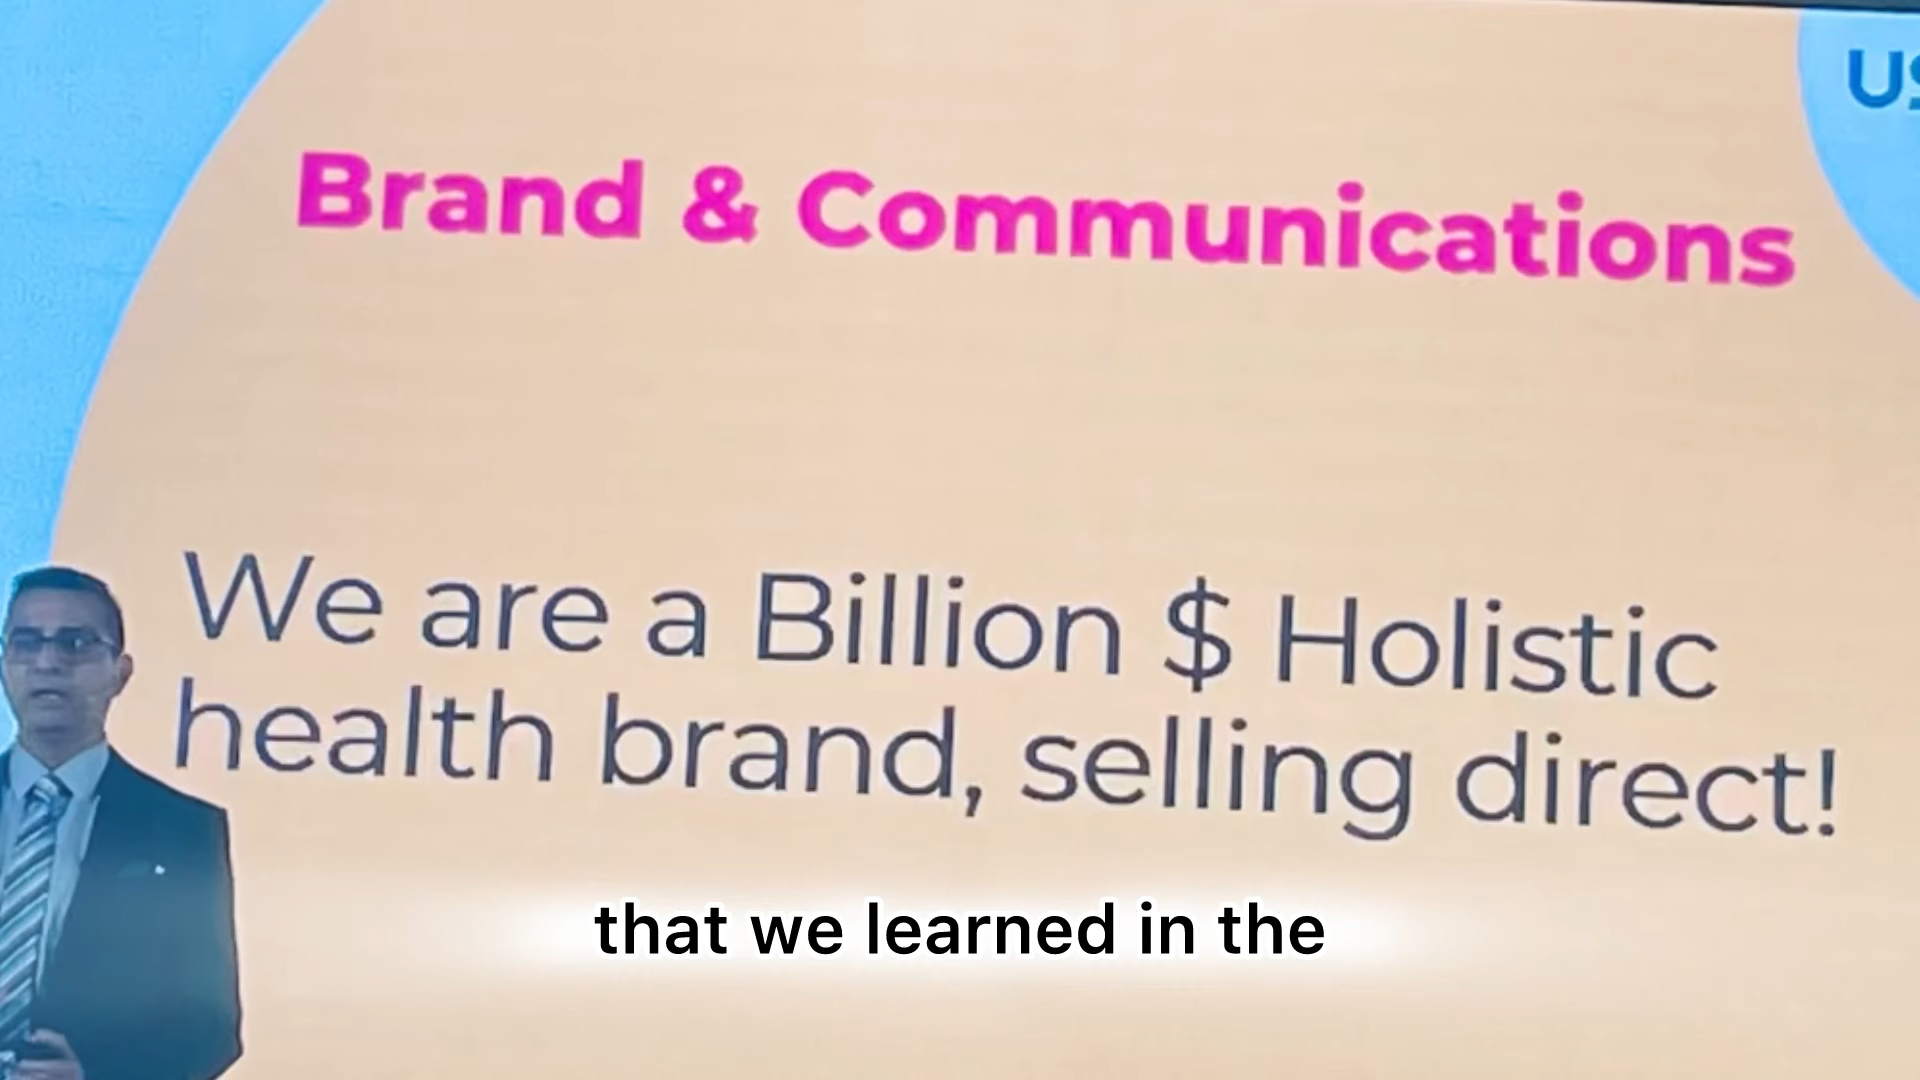 Brand & Communications
We are a Billion $ Holistic
health brand, selling direct!
that we learned in the